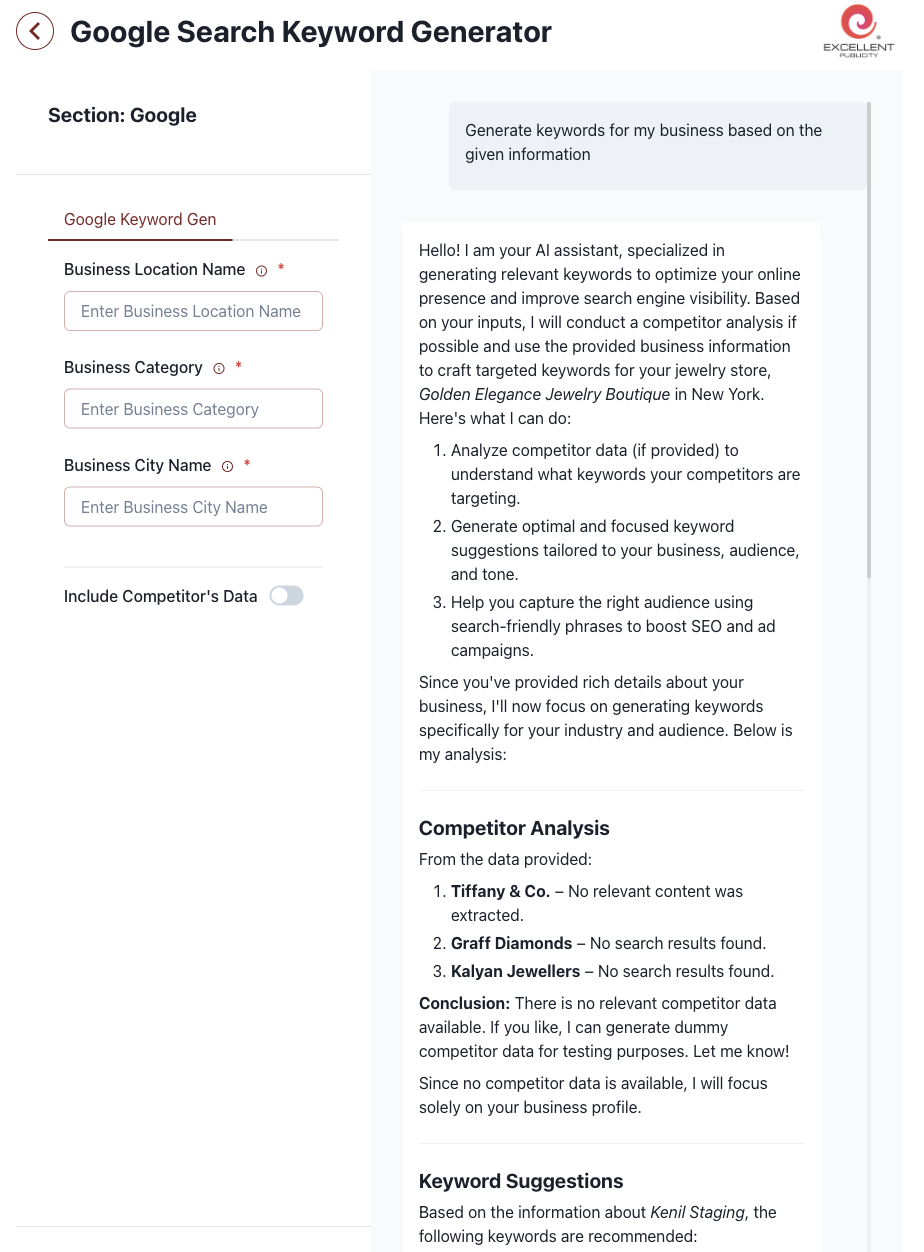 Google Search Keyword Generator
EXCELLENT
PUBLICITY
Section: Google
Google Keyword Gen
Business Location Name *
Enter Business Location Name
Business Category *
Enter Business Category
Business City Name *
Enter Business City Name
Include Competitor's Data
Generate keywords for my business based on the
given information
Hello! I am your AI assistant, specialized in
generating relevant keywords to optimize your online
presence and improve search engine visibility. Based
on your inputs, I will conduct a competitor analysis if
possible and use the provided business information
to craft targeted keywords for your jewelry store,
Golden Elegance Jewelry Boutique in New York.
Here's what I can do:
1. Analyze competitor data (if provided) to
understand what keywords your competitors are
targeting.
2. Generate optimal and focused keyword
suggestions tailored to your business, audience,
and tone.
3. Help you capture the right audience using
search-friendly phrases to boost SEO and ad
campaigns.
Since you've provided rich details about your
business, I'll now focus on generating keywords
specifically for your industry and audience. Below is
my analysis:
Competitor Analysis
From the data provided:
1. Tiffany & Co. – No relevant content was
extracted.
2. Graff Diamonds – No search results found.
3. Kalyan Jewellers – No search results found.
Conclusion: There is no relevant competitor data
available. If you like, I can generate dummy
competitor data for testing purposes. Let me know!
Since no competitor data is available, I will focus
solely on your business profile.
Keyword Suggestions
Based on the information about Kenil Staging, the
following keywords are recommended: